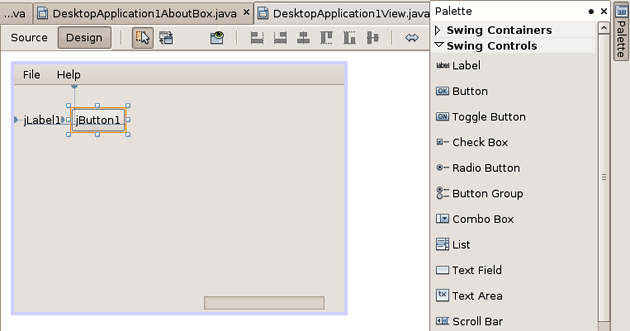 ...va DesktopApplication1AboutBox.java × DesktopApplication1View.java
Source Design
File Help
jLabel1 jButton1
Palette
Swing Containers
Swing Controls
Label
Button
Toggle Button
Check Box
Radio Button
Button Group
Combo Box
List
Text Field
Text Area
Scroll Bar
Palette